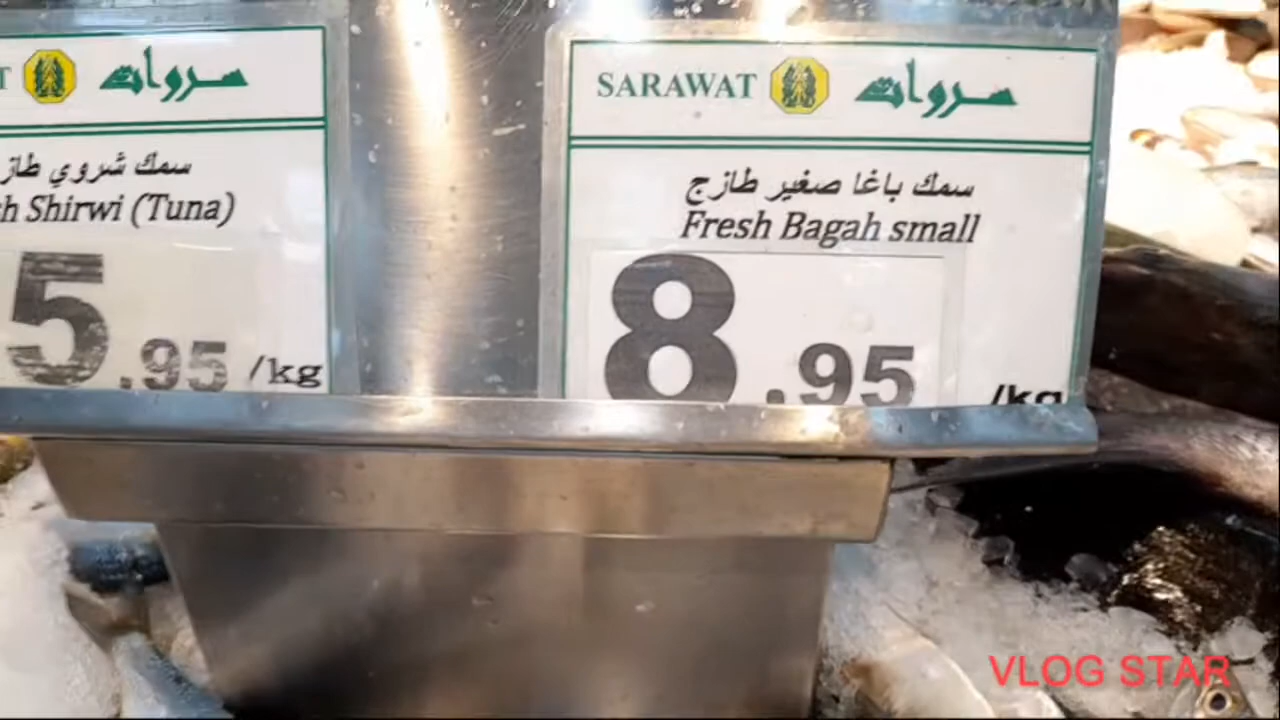 سروات
سمك شروي
Shirwi (Tuna)
5.95 /kg
SARAWAT سروات
سمك باغا صغير طازج
Fresh Bagah small
8.95 /kg
VLOG STAR